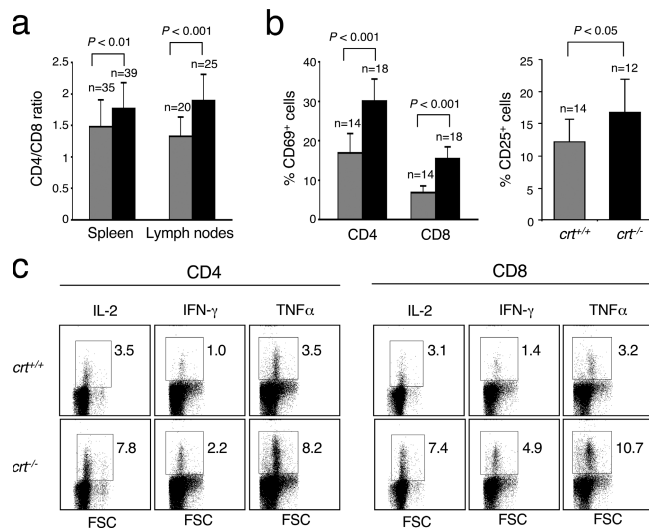 a
P < 0.01
P < 0.001
n=35
n=39
n=20
n=25
CD4/CD8 ratio
2.5
2
1.5
1
0.5
0
Spleen
Lymph nodes
b
P < 0.001
P < 0.001
n=14
n=18
n=14
n=18
% CD69+ cells
40
30
20
10
0
CD4
CD8
P < 0.05
n=14
n=12
% CD25+ cells
25
20
15
10
5
0
crt+/+
crt-/-
c
CD4
CD8
IL-2
IFN-γ
TNFα
IL-2
IFN-γ
TNFα
crt+/+
3.5
1.0
3.5
3.1
1.4
3.2
crt-/-
7.8
2.2
8.2
7.4
4.9
10.7
FSC
FSC
FSC
FSC
FSC
FSC